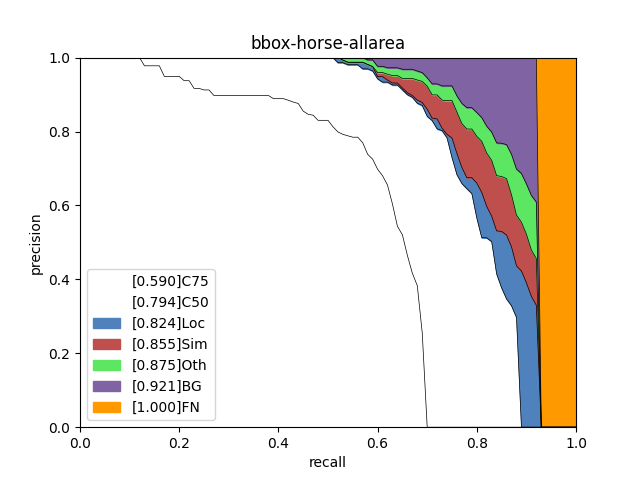 bbox-horse-allarea
1.0
0.8
0.6
0.4
0.2
0.0
precision
[0.590]C75
[0.794]C50
[0.824]Loc
[0.855]Sim
[0.875]Oth
[0.921]BG
[1.000]FN
0.0 0.2 0.4 0.6 0.8 1.0
recall